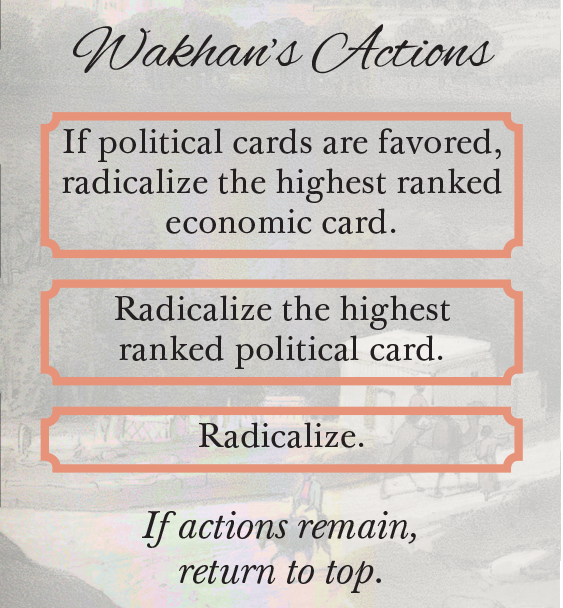 Wakhan's Actions
If political cards are favored,
radicalize the highest ranked
economic card.
Radicalize the highest
ranked political card.
Radicalize.
If actions remain,
return to top.